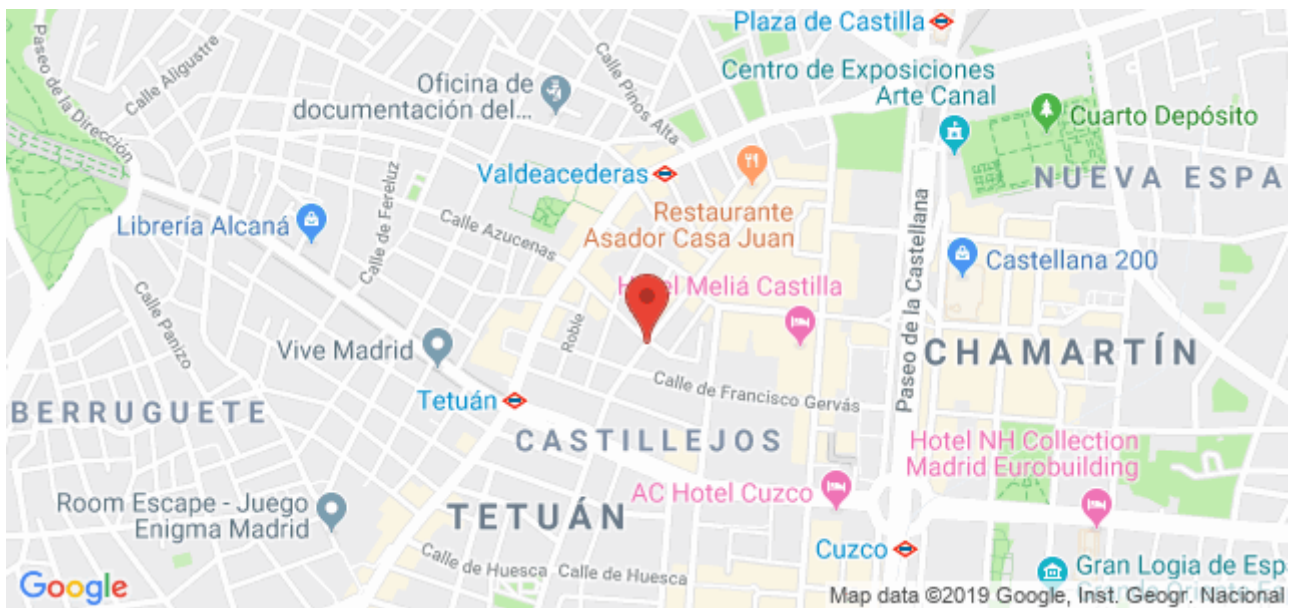 Plaza de Castilla
Paseo de la Dirección
Calle Aligustre
Oficina de
documentación del...
Calle Pinos Alta
Centro de Exposiciones
Arte Canal
Cuarto Depósito
Valdeacederas
NUEVA ESPA
Restaurante
Asador Casa Juan
Librería Alcaná
Calle de Fereluz
Calle Azucenas
Paseo de la Castellana
Castellana 200
Hotel Meliá Castilla
Calle Panizo
Roble
Vive Madrid
CHAMARTÍN
Calle de Francisco Gervás
Tetuán
BERRUGUETE
CASTILLEJOS
Hotel NH Collection
Madrid Eurobuilding
AC Hotel Cuzco
Room Escape - Juego
Enigma Madrid
TETUÁN
Cuzco
Calle de Huesca
Calle de Huesca
Gran Logia de Esp
Google
Map data ©2019 Google, Inst. Geogr. Nacional